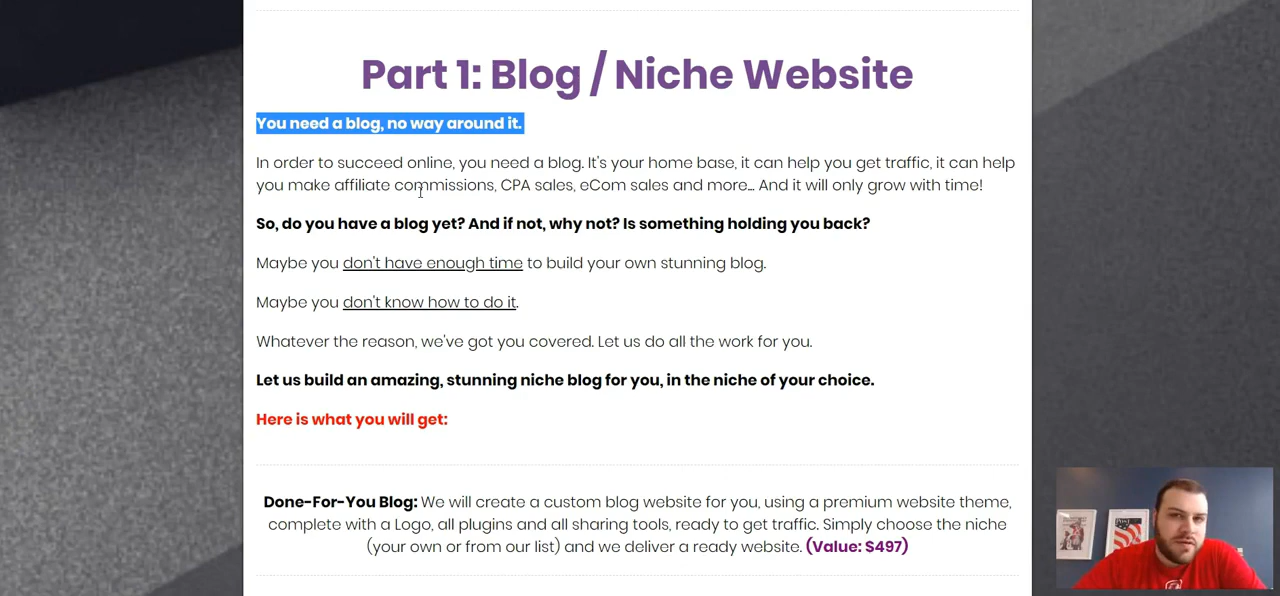 Part 1: Blog / Niche Website
You need a blog, no way around it.
In order to succeed online, you need a blog. It's your home base, it can help you get traffic, it can help
you make affiliate commissions, CPA sales, eCom sales and more... And it will only grow with time!
So, do you have a blog yet? And if not, why not? Is something holding you back?
Maybe you don't have enough time to build your own stunning blog.
Maybe you don't know how to do it.
Whatever the reason, we've got you covered. Let us do all the work for you.
Let us build an amazing, stunning niche blog for you, in the niche of your choice.
Here is what you will get:
Done-For-You Blog: We will create a custom blog website for you, using a premium website theme,
complete with a Logo, all plugins and all sharing tools, ready to get traffic. Simply choose the niche
(your own or from our list) and we deliver a ready website. (Value: $497)
Post